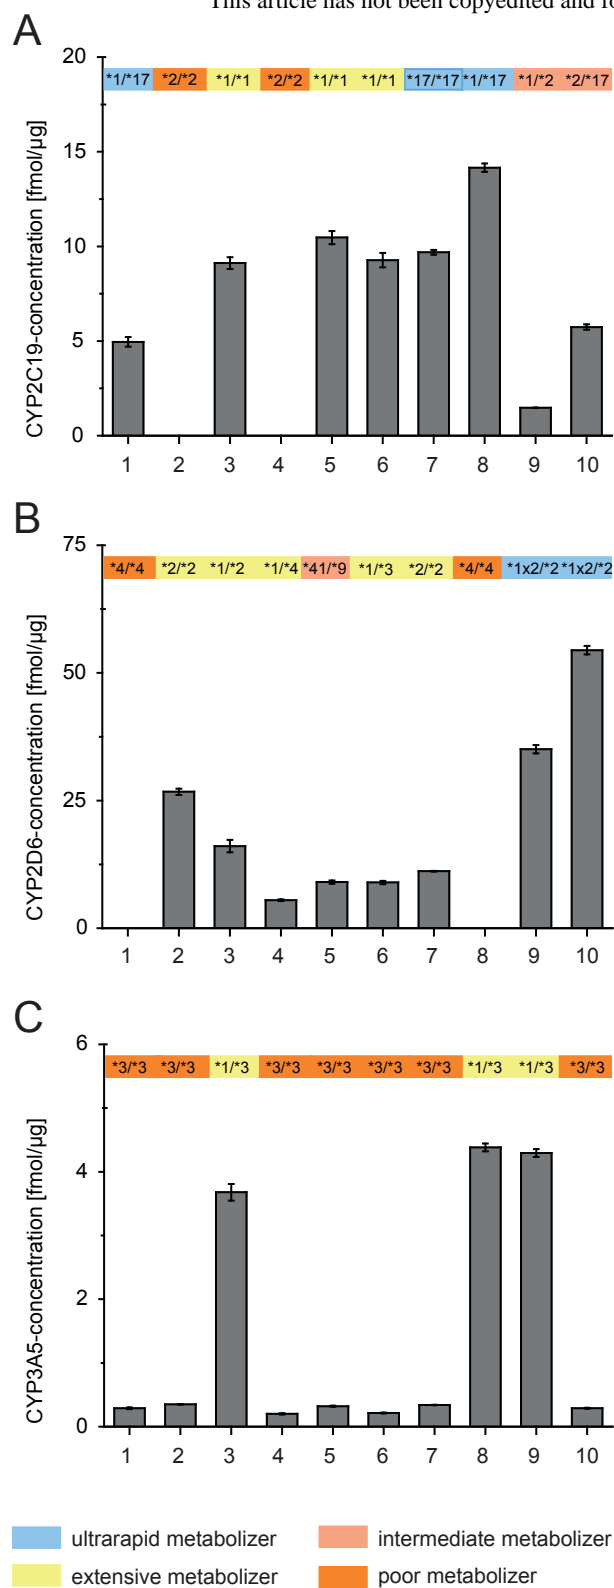 This article has not been copyedited and fo
A
20
*1/*17 *2/*2 *1/*1 *2/*2 *1/*1 *1/*1 *17/*17 *1/*17 *1/*2 *2/*17
15
10
5
0
CYP2C19-concentration [fmol/µg]
1 2 3 4 5 6 7 8 9 10
B
75
*4/*4 *2/*2 *1/*2 *1/*4 *41/*9 *1/*3 *2/*2 *4/*4 *1x2/*2 *1x2/*2
50
25
0
CYP2D6-concentration [fmol/µg]
1 2 3 4 5 6 7 8 9 10
C
6
*3/*3 *3/*3 *1/*3 *3/*3 *3/*3 *3/*3 *3/*3 *1/*3 *1/*3 *3/*3
4
2
0
CYP3A5-concentration [fmol/µg]
1 2 3 4 5 6 7 8 9 10
ultrarapid metabolizer intermediate metabolizer
extensive metabolizer poor metabolizer